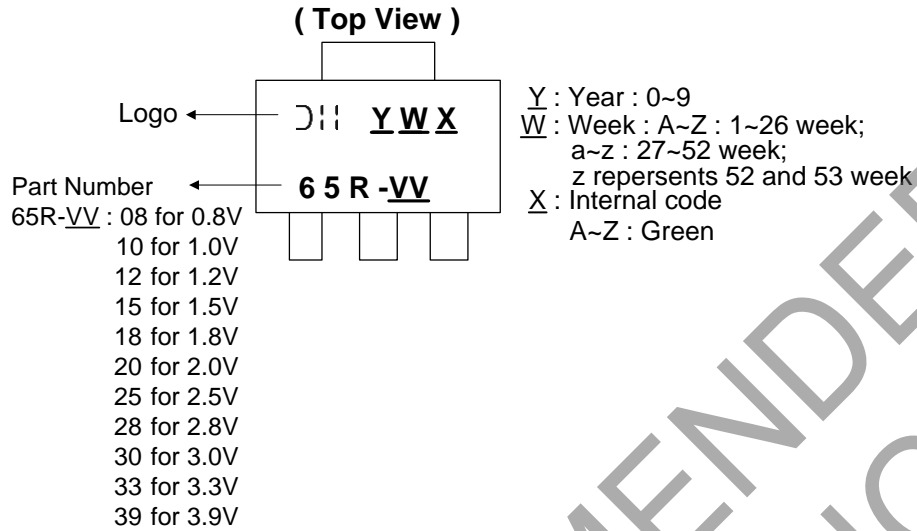 ( Top View )
Logo
Y W X
65R-VV
Y : Year : 0~9
W : Week : A~Z : 1~26 week;
a~z : 27~52 week;
z repersents 52 and 53 week
X : Internal code
A~Z : Green
Part Number
65R-VV : 08 for 0.8V
10 for 1.0V
12 for 1.2V
15 for 1.5V
18 for 1.8V
20 for 2.0V
25 for 2.5V
28 for 2.8V
30 for 3.0V
33 for 3.3V
39 for 3.9V